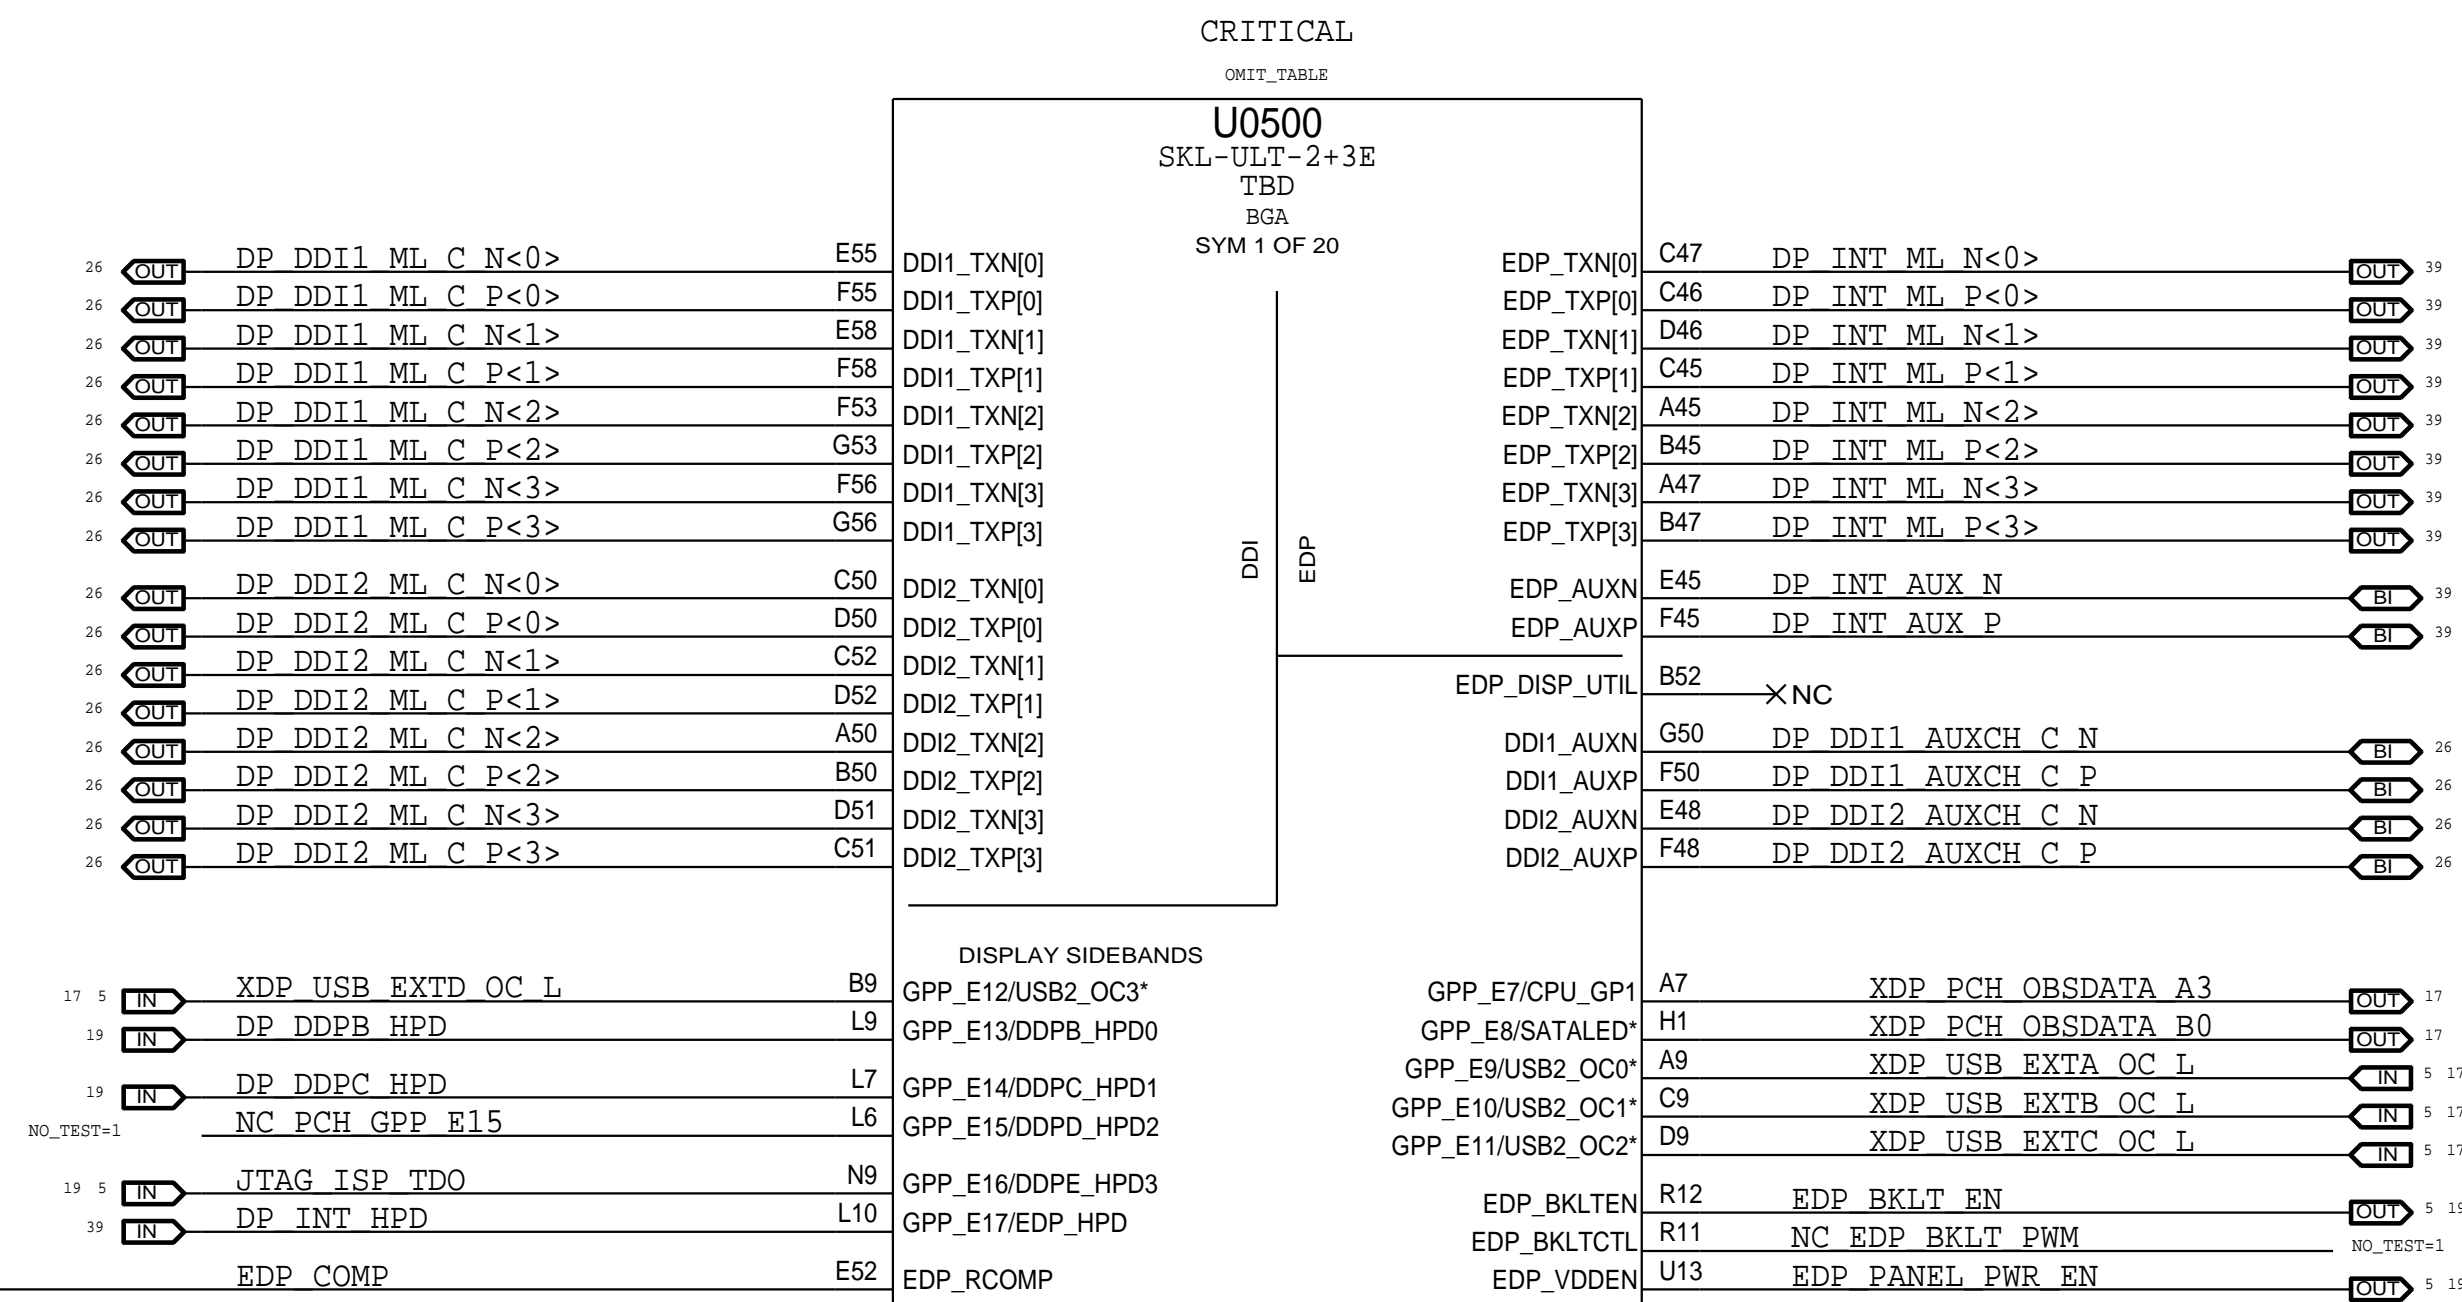 CRITICAL
OMIT_TABLE
U0500
SKL-ULT-2+3E
TBD
BGA
SYM 1 OF 20
26 OUT DP_DDI1_ML_C_N<0> E55 DDI1_TXN[0] EDP_TXN[0] C47 DP_INT_ML_N<0> OUT 39
26 OUT DP_DDI1_ML_C_P<0> F55 DDI1_TXP[0] EDP_TXP[0] C46 DP_INT_ML_P<0> OUT 39
26 OUT DP_DDI1_ML_C_N<1> E58 DDI1_TXN[1] EDP_TXN[1] D46 DP_INT_ML_N<1> OUT 39
26 OUT DP_DDI1_ML_C_P<1> F58 DDI1_TXP[1] EDP_TXP[1] C45 DP_INT_ML_P<1> OUT 39
26 OUT DP_DDI1_ML_C_N<2> F53 DDI1_TXN[2] EDP_TXN[2] A45 DP_INT_ML_N<2> OUT 39
26 OUT DP_DDI1_ML_C_P<2> G53 DDI1_TXP[2] EDP_TXP[2] B45 DP_INT_ML_P<2> OUT 39
26 OUT DP_DDI1_ML_C_N<3> F56 DDI1_TXN[3] EDP_TXN[3] A47 DP_INT_ML_N<3> OUT 39
26 OUT DP_DDI1_ML_C_P<3> G56 DDI1_TXP[3] EDP_TXP[3] B47 DP_INT_ML_P<3> OUT 39
DDI EDP
26 OUT DP_DDI2_ML_C_N<0> C50 DDI2_TXN[0] EDP_AUXN E45 DP_INT_AUX_N BI 39
26 OUT DP_DDI2_ML_C_P<0> D50 DDI2_TXP[0] EDP_AUXP F45 DP_INT_AUX_P BI 39
26 OUT DP_DDI2_ML_C_N<1> C52 DDI2_TXN[1] EDP_DISP_UTIL B52 NC
26 OUT DP_DDI2_ML_C_P<1> D52 DDI2_TXP[1]
26 OUT DP_DDI2_ML_C_N<2> A50 DDI2_TXN[2] DDI1_AUXN G50 DP_DDI1_AUXCH_C_N BI 26
26 OUT DP_DDI2_ML_C_P<2> B50 DDI2_TXP[2] DDI1_AUXP F50 DP_DDI1_AUXCH_C_P BI 26
26 OUT DP_DDI2_ML_C_N<3> D51 DDI2_TXN[3] DDI2_AUXN E48 DP_DDI2_AUXCH_C_N BI 26
26 OUT DP_DDI2_ML_C_P<3> C51 DDI2_TXP[3] DDI2_AUXP F48 DP_DDI2_AUXCH_C_P BI 26
DISPLAY SIDEBANDS
17 5 IN XDP_USB_EXTD_OC_L B9 GPP_E12/USB2_OC3* GPP_E7/CPU_GP1 A7 XDP_PCH_OBSDATA_A3 OUT 17
19 IN DP_DDPB_HPD L9 GPP_E13/DDPB_HPD0 GPP_E8/SATALED* H1 XDP_PCH_OBSDATA_B0 OUT 17
GPP_E9/USB2_OC0* A9 XDP_USB_EXTA_OC_L IN 5 17
19 IN DP_DDPC_HPD L7 GPP_E14/DDPC_HPD1 GPP_E10/USB2_OC1* C9 XDP_USB_EXTB_OC_L IN 5 17
NO_TEST=1 NC_PCH_GPP_E15 L6 GPP_E15/DDPD_HPD2 GPP_E11/USB2_OC2* D9 XDP_USB_EXTC_OC_L IN 5 17
19 5 IN JTAG_ISP_TDO N9 GPP_E16/DDPE_HPD3 EDP_BKLTEN R12 EDP_BKLT_EN OUT 5 19
39 IN DP_INT_HPD L10 GPP_E17/EDP_HPD EDP_BKLTCTL R11 NC_EDP_BKLT_PWM NO_TEST=1
EDP_COMP E52 EDP_RCOMP EDP_VDDEN U13 EDP_PANEL_PWR_EN OUT 5 19